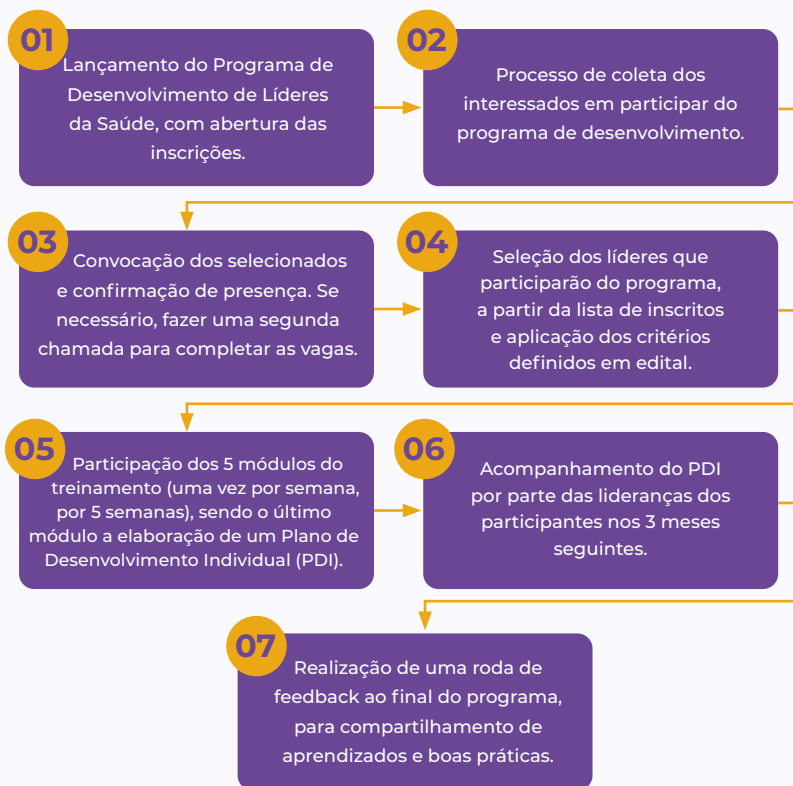 01
Lançamento do Programa de
Desenvolvimento de Líderes
da Saúde, com abertura das
inscrições.
02
Processo de coleta dos
interessados em participar do
programa de desenvolvimento.
03
Convocação dos selecionados
e confirmação de presença. Se
necessário, fazer uma segunda
chamada para completar as vagas.
04
Seleção dos líderes que
participarão do programa,
a partir da lista de inscritos
e aplicação dos critérios
definidos em edital.
05
Participação dos 5 módulos do
treinamento (uma vez por semana,
por 5 semanas), sendo o último
módulo a elaboração de um Plano de
Desenvolvimento Individual (PDI).
06
Acompanhamento do PDI
por parte das lideranças dos
participantes nos 3 meses
seguintes.
07
Realização de uma roda de
feedback ao final do programa,
para compartilhamento de
aprendizados e boas práticas.